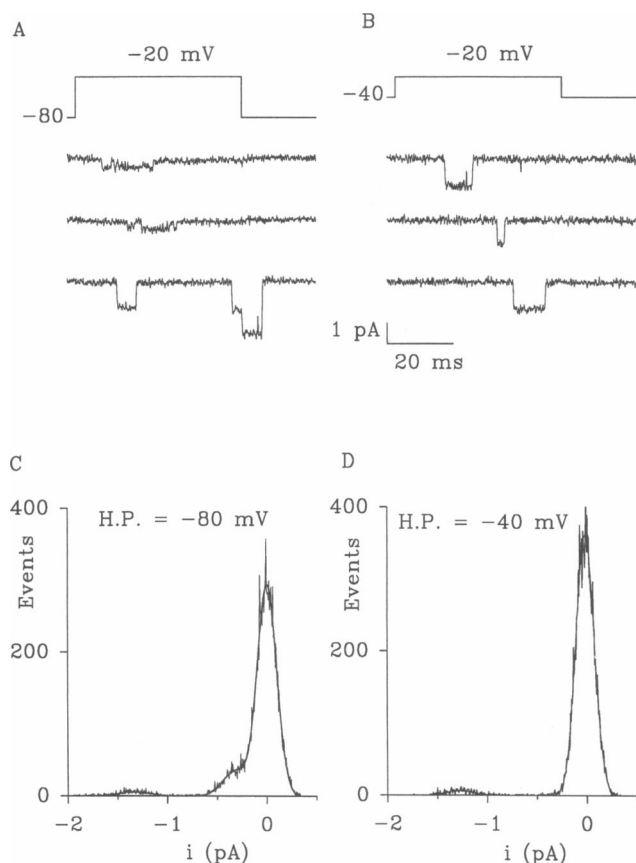 A
B
−20 mV
−20 mV
−80
−40
1 pA
20 ms
C
D
400
H.P. = −80 mV
400
H.P. = −40 mV
Events
Events
200
200
0
0
−2 −1 0
−2 −1 0
i (pA)
i (pA)